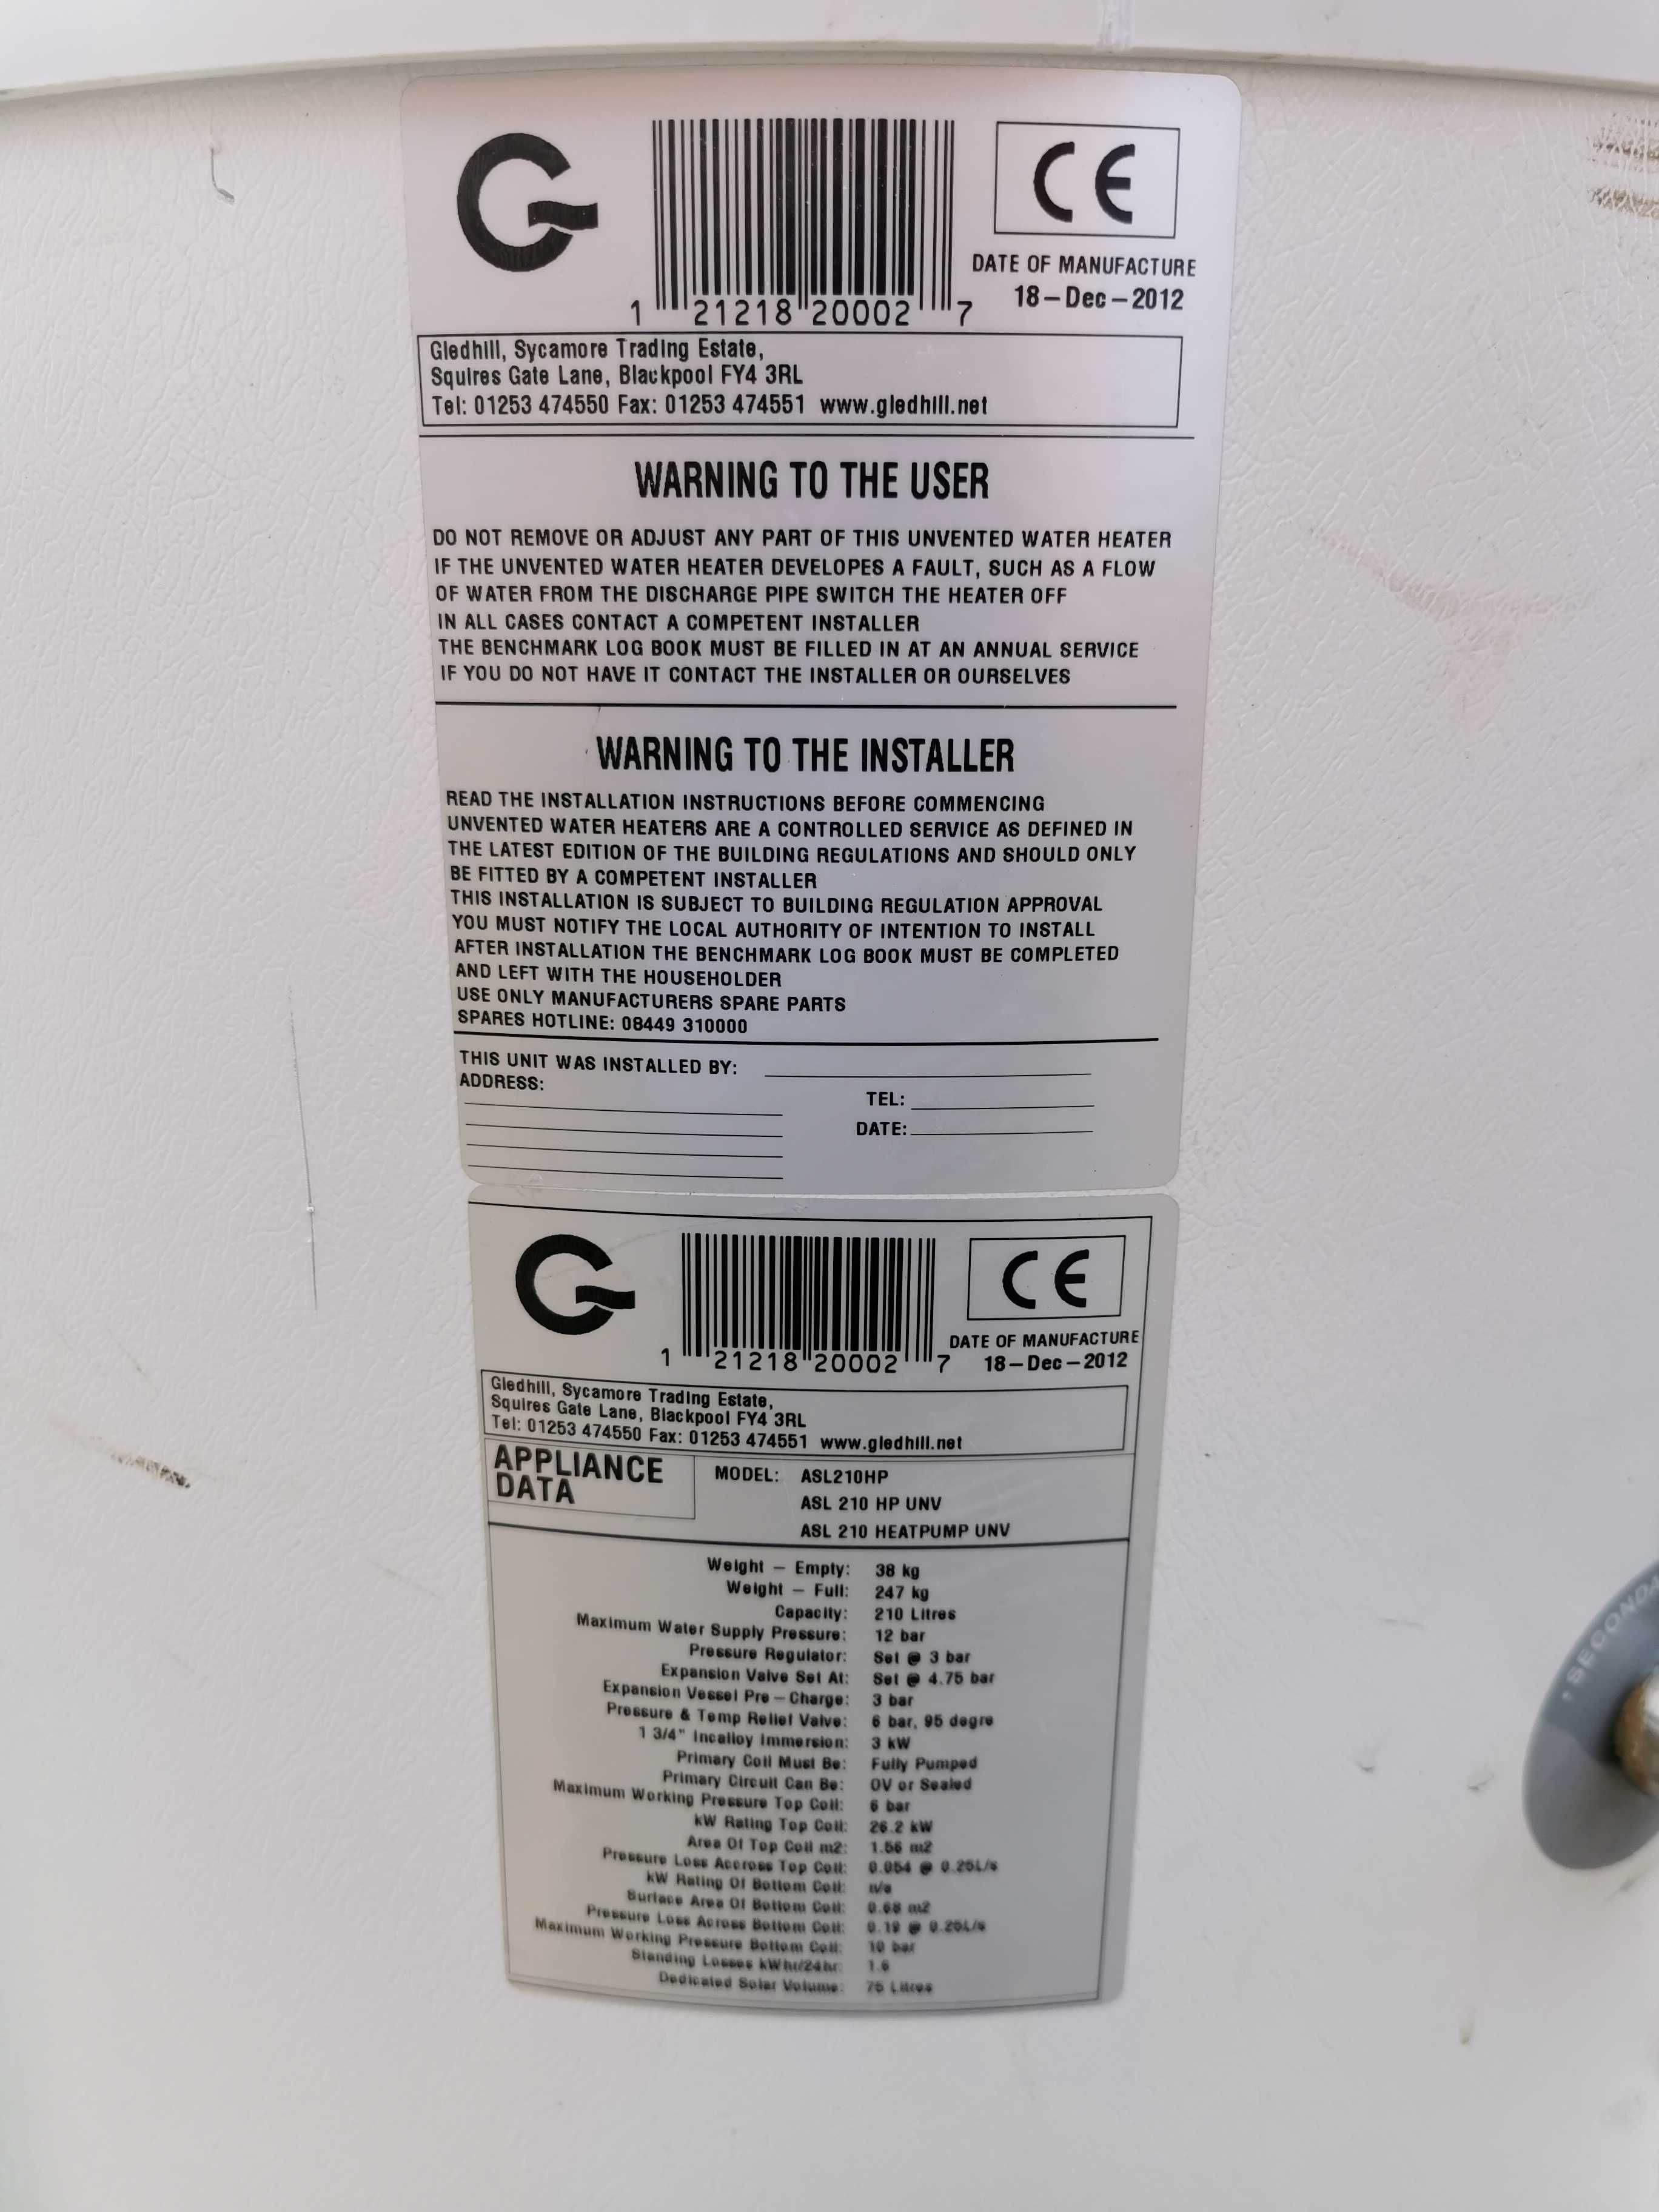 CE
DATE OF MANUFACTURE
18-Dec-2012
1 21218 20002 7
Gledhill, Sycamore Trading Estate,
Squires Gate Lane, Blackpool FY4 3RL
Tel: 01253 474550 Fax: 01253 474551 www.gledhill.net
WARNING TO THE USER
DO NOT REMOVE OR ADJUST ANY PART OF THIS UNVENTED WATER HEATER
IF THE UNVENTED WATER HEATER DEVELOPES A FAULT, SUCH AS A FLOW
OF WATER FROM THE DISCHARGE PIPE SWITCH THE HEATER OFF
IN ALL CASES CONTACT A COMPETENT INSTALLER
THE BENCHMARK LOG BOOK MUST BE FILLED IN AT AN ANNUAL SERVICE
IF YOU DO NOT HAVE IT CONTACT THE INSTALLER OR OURSELVES
WARNING TO THE INSTALLER
READ THE INSTALLATION INSTRUCTIONS BEFORE COMMENCING
UNVENTED WATER HEATERS ARE A CONTROLLED SERVICE AS DEFINED IN
THE LATEST EDITION OF THE BUILDING REGULATIONS AND SHOULD ONLY
BE FITTED BY A COMPETENT INSTALLER
THIS INSTALLATION IS SUBJECT TO BUILDING REGULATION APPROVAL
YOU MUST NOTIFY THE LOCAL AUTHORITY OF INTENTION TO INSTALL
AFTER INSTALLATION THE BENCHMARK LOG BOOK MUST BE COMPLETED
AND LEFT WITH THE HOUSEHOLDER
USE ONLY MANUFACTURERS SPARE PARTS
SPARES HOTLINE: 08449 310000
THIS UNIT WAS INSTALLED BY:
ADDRESS:
TEL:
DATE:
CE
DATE OF MANUFACTURE
18-Dec-2012
1 21218 20002 7
Gledhill, Sycamore Trading Estate,
Squires Gate Lane, Blackpool FY4 3RL
Tel: 01253 474550 Fax: 01253 474551 www.gledhill.net
APPLIANCE
DATA
MODEL: ASL210HP
ASL 210 HP UNV
ASL 210 HEATPUMP UNV
Weight - Empty: 38 kg
Weight - Full: 247 kg
Capacity: 210 Litres
Maximum Water Supply Pressure: 12 bar
Pressure Regulator: Set @ 3 bar
Expansion Valve Set At: Set @ 4.75 bar
Expansion Vessel Pre-Charge: 3 bar
Pressure & Temp Relief Valve: 6 bar, 95 degre
1 3/4" Incalloy Immersion: 3 kW
Primary Coil Must Be: Fully Pumped
Primary Circuit Can Be: OV or Sealed
Maximum Working Pressure Top Coil: 6 bar
kW Rating Top Coil: 26.2 kW
Area Of Top Coil m2: 1.56 m2
Pressure Loss Accross Top Coil: 0.054 @ 0.25L/s
kW Rating Of Bottom Coil: n/a
Surface Area Of Bottom Coil: 0.68 m2
Pressure Loss Across Bottom Coil: 0.19 @ 0.25L/s
Maximum Working Pressure Bottom Coil: 10 bar
Standing Losses kWhr/24hr: 1.6
Dedicated Solar Volume: 75 Litres